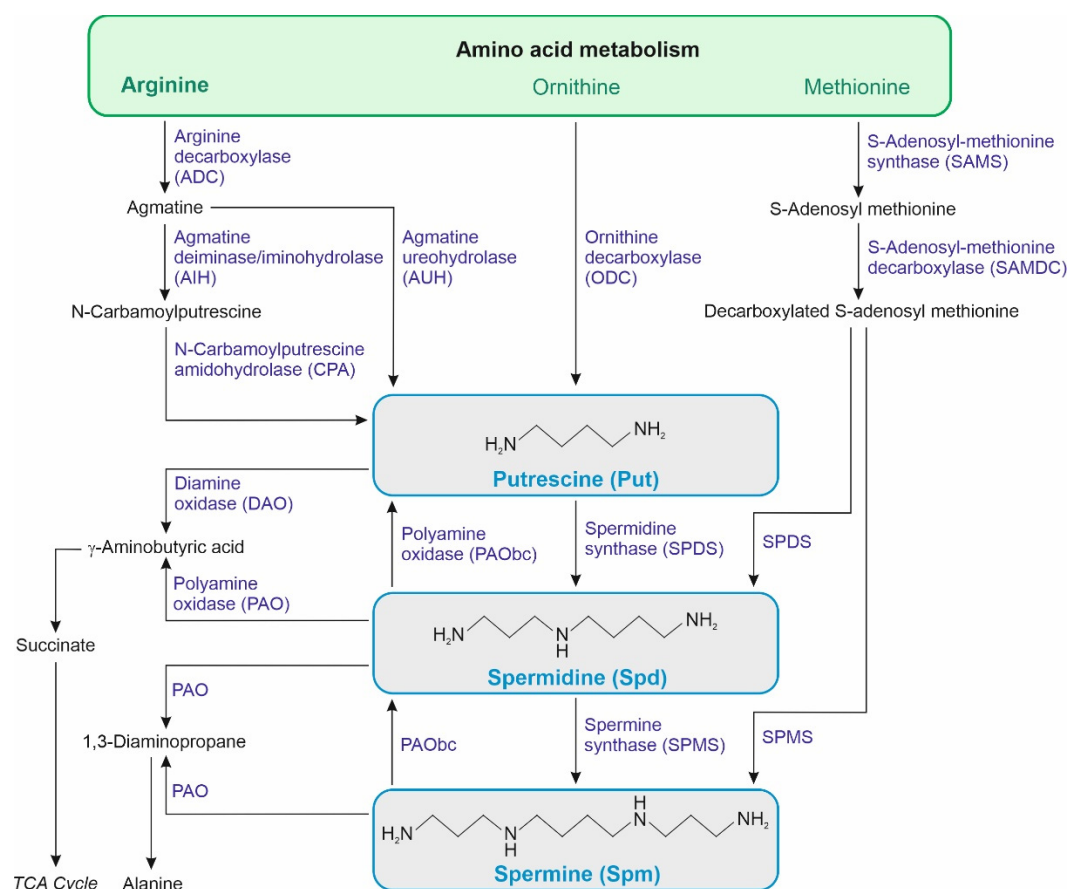 Amino acid metabolism
Arginine
Ornithine
Methionine
Arginine
decarboxylase
(ADC)
S-Adenosyl-methionine
synthase (SAMS)
Agmatine
S-Adenosyl methionine
Agmatine
deiminase/iminohydrolase
(AIH)
Agmatine
ureohydrolase
(AUH)
Ornithine
decarboxylase
(ODC)
S-Adenosyl-methionine
decarboxylase (SAMDC)
N-Carbamoylputrescine
Decarboxylated S-adenosyl methionine
N-Carbamoylputrescine
amidohydrolase (CPA)
H₂N
NH₂
Putrescine (Put)
Diamine
oxidase (DAO)
Polyamine
oxidase (PAObc)
Spermidine
synthase (SPDS)
SPDS
γ-Aminobutyric acid
Polyamine
oxidase (PAO)
H₂N
N
H
NH₂
Spermidine (Spd)
Succinate
PAO
1,3-Diaminopropane
PAObc
Spermine
synthase (SPMS)
SPMS
PAO
H₂N
N
H
H
N
NH₂
Spermine (Spm)
TCA Cycle
Alanine